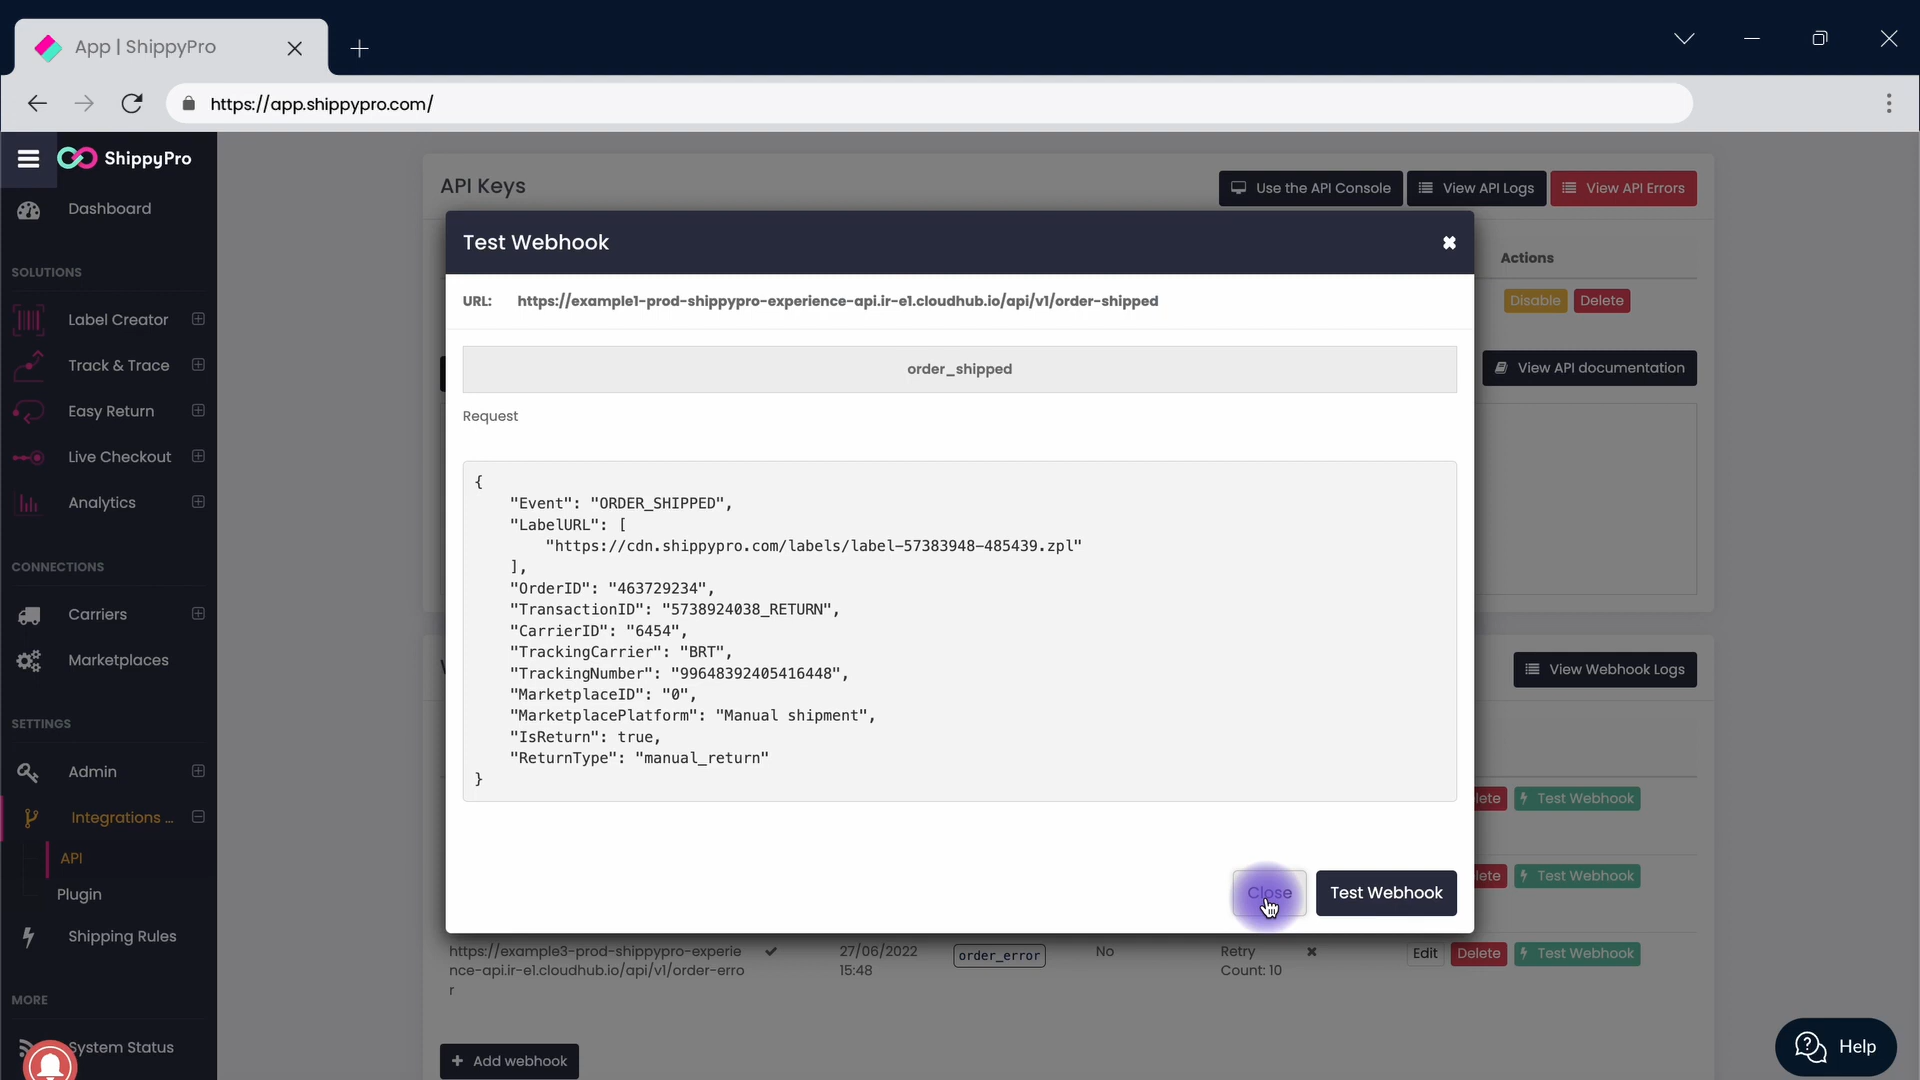 App | ShippyPro
https://app.shippypro.com/
ShippyPro
Dashboard
SOLUTIONS
Label Creator
Track & Trace
Easy Return
Live Checkout
Analytics
CONNECTIONS
Carriers
Marketplaces
SETTINGS
Admin
Integrations ...
API
Plugin
Shipping Rules
MORE
System Status
API Keys
Use the API Console
View API Logs
View API Errors
Actions
Disable
Delete
View API documentation
Test Webhook
URL: https://example1-prod-shippypro-experience-api.ir-e1.cloudhub.io/api/v1/order-shipped
order_shipped
Request
{
"Event": "ORDER_SHIPPED",
"LabelURL": [
"https://cdn.shippypro.com/labels/label-57383948-485439.zpl"
],
"OrderID": "463729234",
"TransactionID": "5738924038_RETURN",
"CarrierID": "6454",
"TrackingCarrier": "BRT",
"TrackingNumber": "99648392405416448",
"MarketplaceID": "0",
"MarketplacePlatform": "Manual shipment",
"IsReturn": true,
"ReturnType": "manual_return"
}
Close
Test Webhook
View Webhook Logs
lete
Test Webhook
lete
Test Webhook
https://example3-prod-shippypro-experie
nce-api.ir-e1.cloudhub.io/api/v1/order-erro
r
27/06/2022
15:48
order_error
No
Retry
Count: 10
Edit
Delete
Test Webhook
+ Add webhook
Help